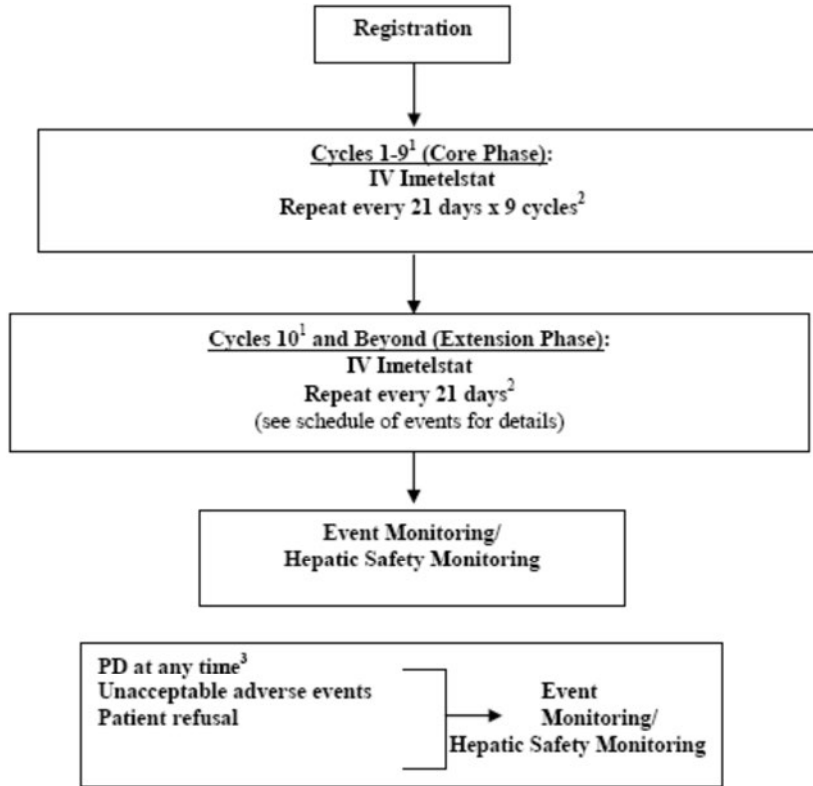 Registration
Cycles 1-9¹ (Core Phase):
IV Imetelstat
Repeat every 21 days x 9 cycles²
Cycles 10¹ and Beyond (Extension Phase):
IV Imetelstat
Repeat every 21 days²
(see schedule of events for details)
Event Monitoring/
Hepatic Safety Monitoring
PD at any time³
Unacceptable adverse events
Patient refusal
Event
Monitoring/
Hepatic Safety Monitoring